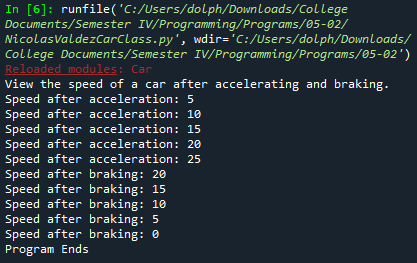 In [6]: runfile('C:/Users/dolph/Downloads/College
Documents/Semester IV/Programming/Programs/05-02/
NicolasValdezCarClass.py', wdir='C:/Users/dolph/Downloads/
College Documents/Semester IV/Programming/Programs/05-02')
Reloaded modules: Car
View the speed of a car after accelerating and braking.
Speed after acceleration: 5
Speed after acceleration: 10
Speed after acceleration: 15
Speed after acceleration: 20
Speed after acceleration: 25
Speed after braking: 20
Speed after braking: 15
Speed after braking: 10
Speed after braking: 5
Speed after braking: 0
Program Ends